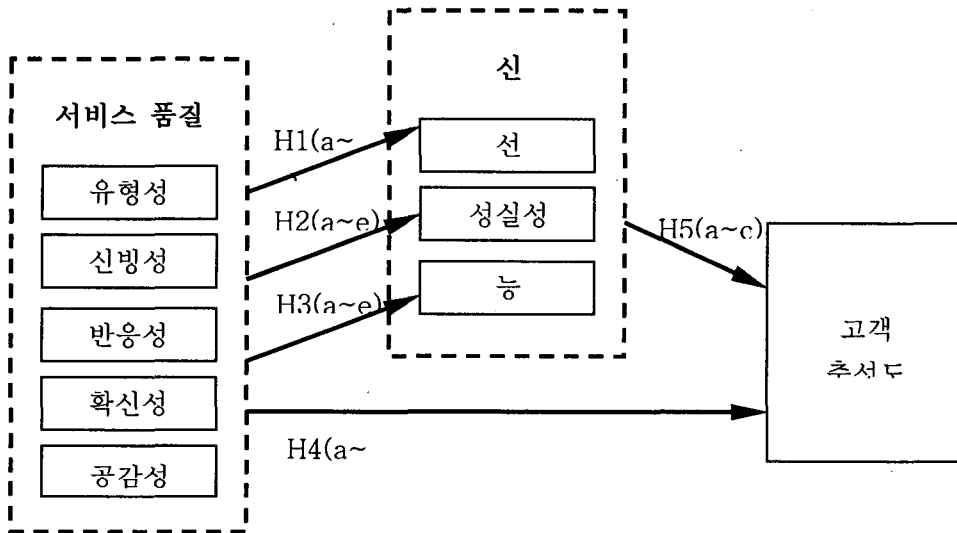 서비스 품질
유형성
신빙성
반응성
확신성
공감성
H1(a~
H2(a~e)
H3(a~e)
H4(a~
신
선
성실성
능
H5(a~c)
고객